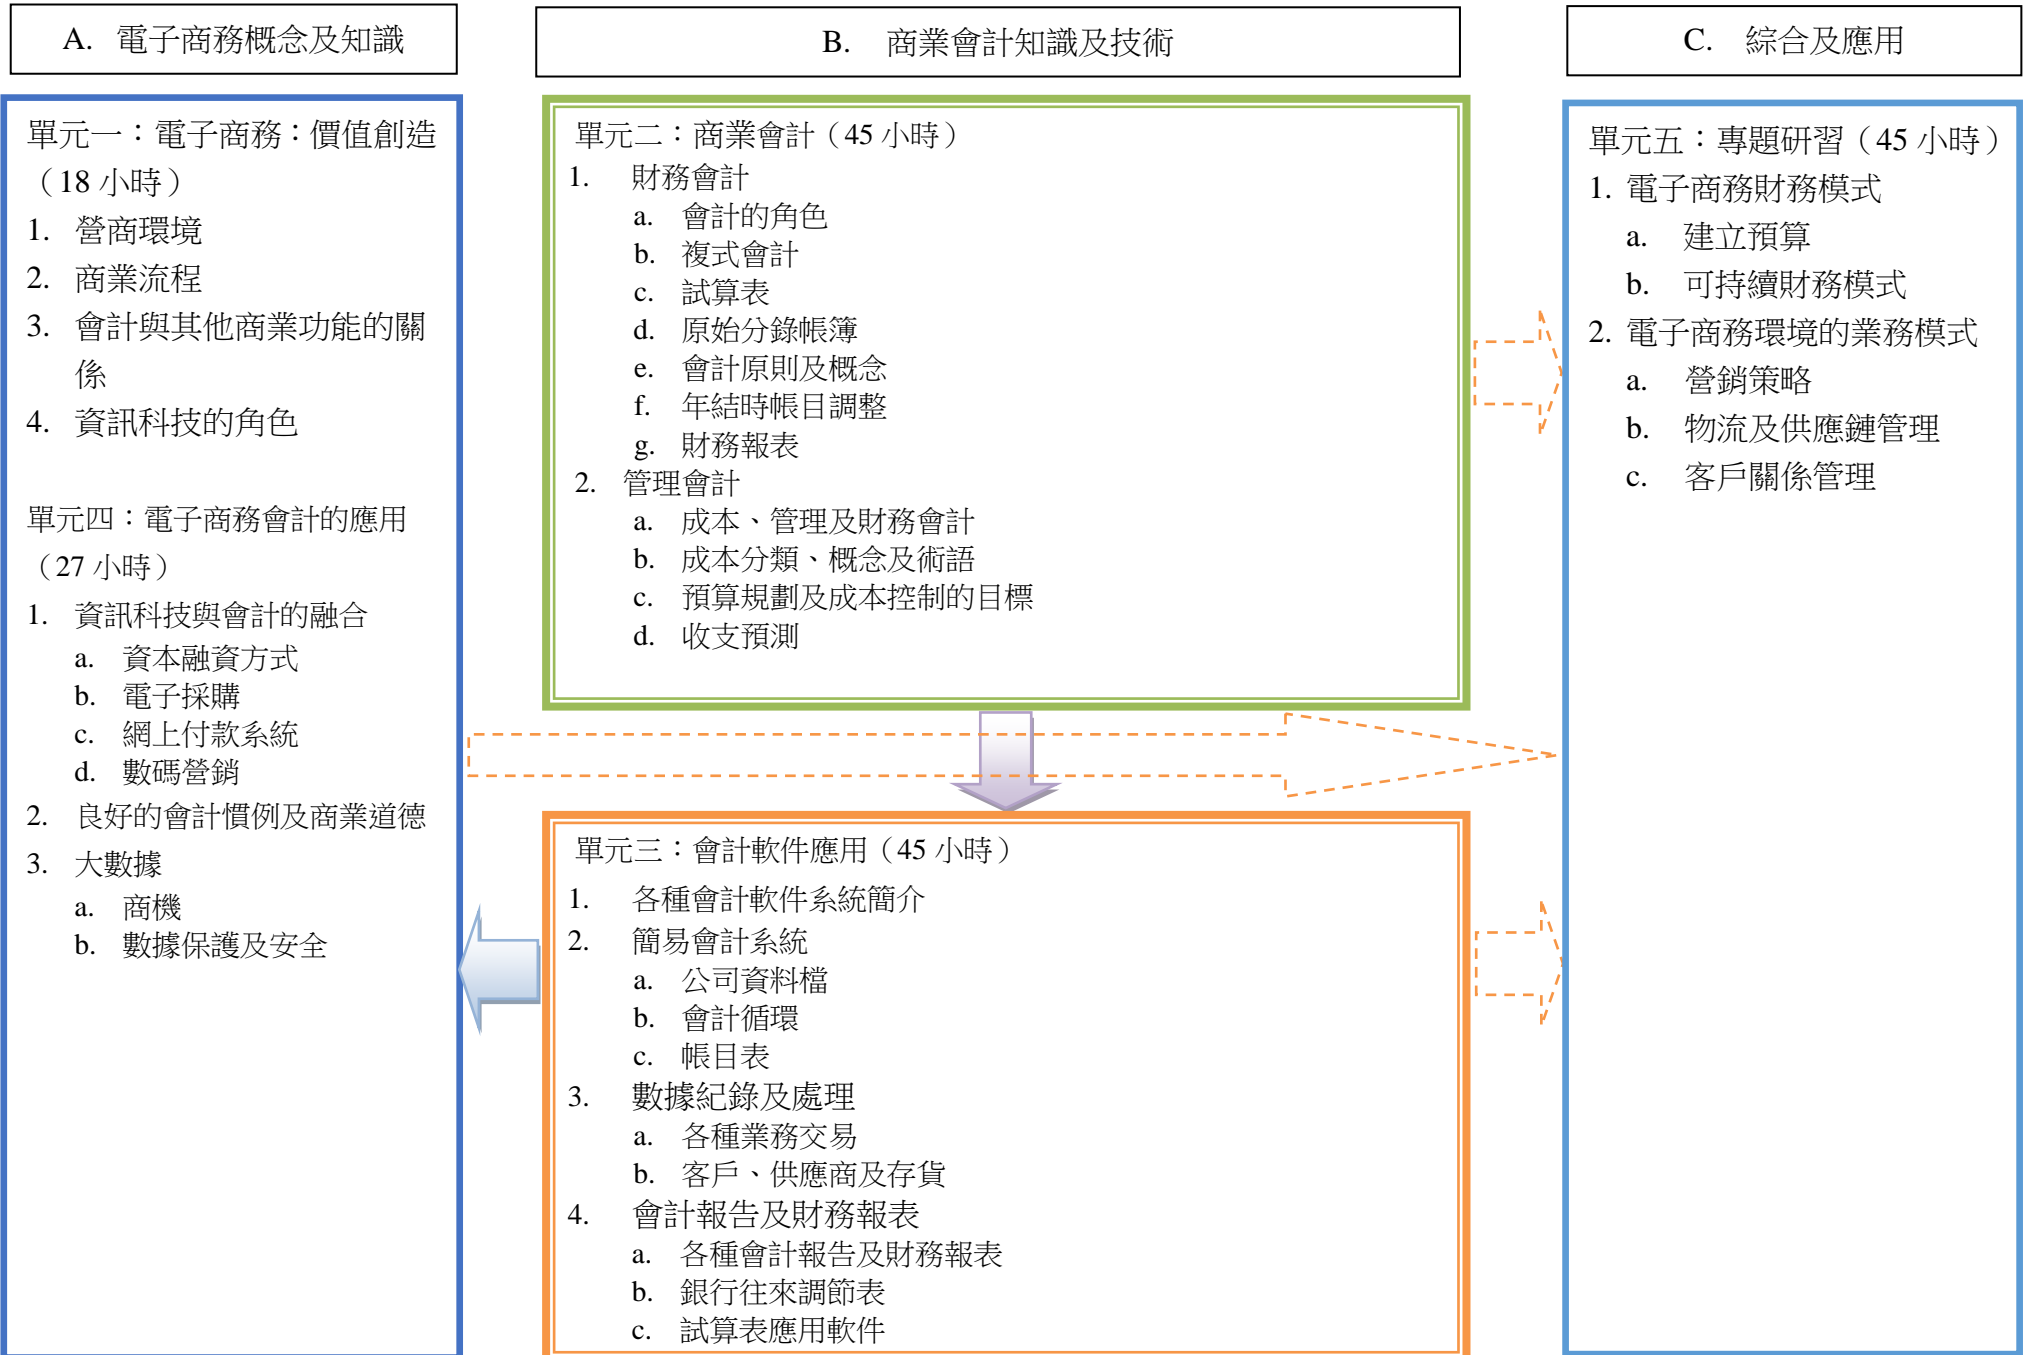 A. 電子商務概念及知識
單元一：電子商務：價值創造
（18 小時）
1. 營商環境
2. 商業流程
3. 會計與其他商業功能的關
係
4. 資訊科技的角色
單元四：電子商務會計的應用
（27 小時）
1. 資訊科技與會計的融合
a. 資本融資方式
b. 電子採購
c. 網上付款系統
d. 數碼營銷
2. 良好的會計慣例及商業道德
3. 大數據
a. 商機
b. 數據保護及安全
B. 商業會計知識及技術
單元二：商業會計（45 小時）
1. 財務會計
a. 會計的角色
b. 複式會計
c. 試算表
d. 原始分錄帳簿
e. 會計原則及概念
f. 年結時帳目調整
g. 財務報表
2. 管理會計
a. 成本、管理及財務會計
b. 成本分類、概念及術語
c. 預算規劃及成本控制的目標
d. 收支預測
單元三：會計軟件應用（45 小時）
1. 各種會計軟件系統簡介
2. 簡易會計系統
a. 公司資料檔
b. 會計循環
c. 帳目表
3. 數據紀錄及處理
a. 各種業務交易
b. 客戶、供應商及存貨
4. 會計報告及財務報表
a. 各種會計報告及財務報表
b. 銀行往來調節表
c. 試算表應用軟件
C. 綜合及應用
單元五：專題研習（45 小時）
1. 電子商務財務模式
a. 建立預算
b. 可持續財務模式
2. 電子商務環境的業務模式
a. 營銷策略
b. 物流及供應鏈管理
c. 客戶關係管理